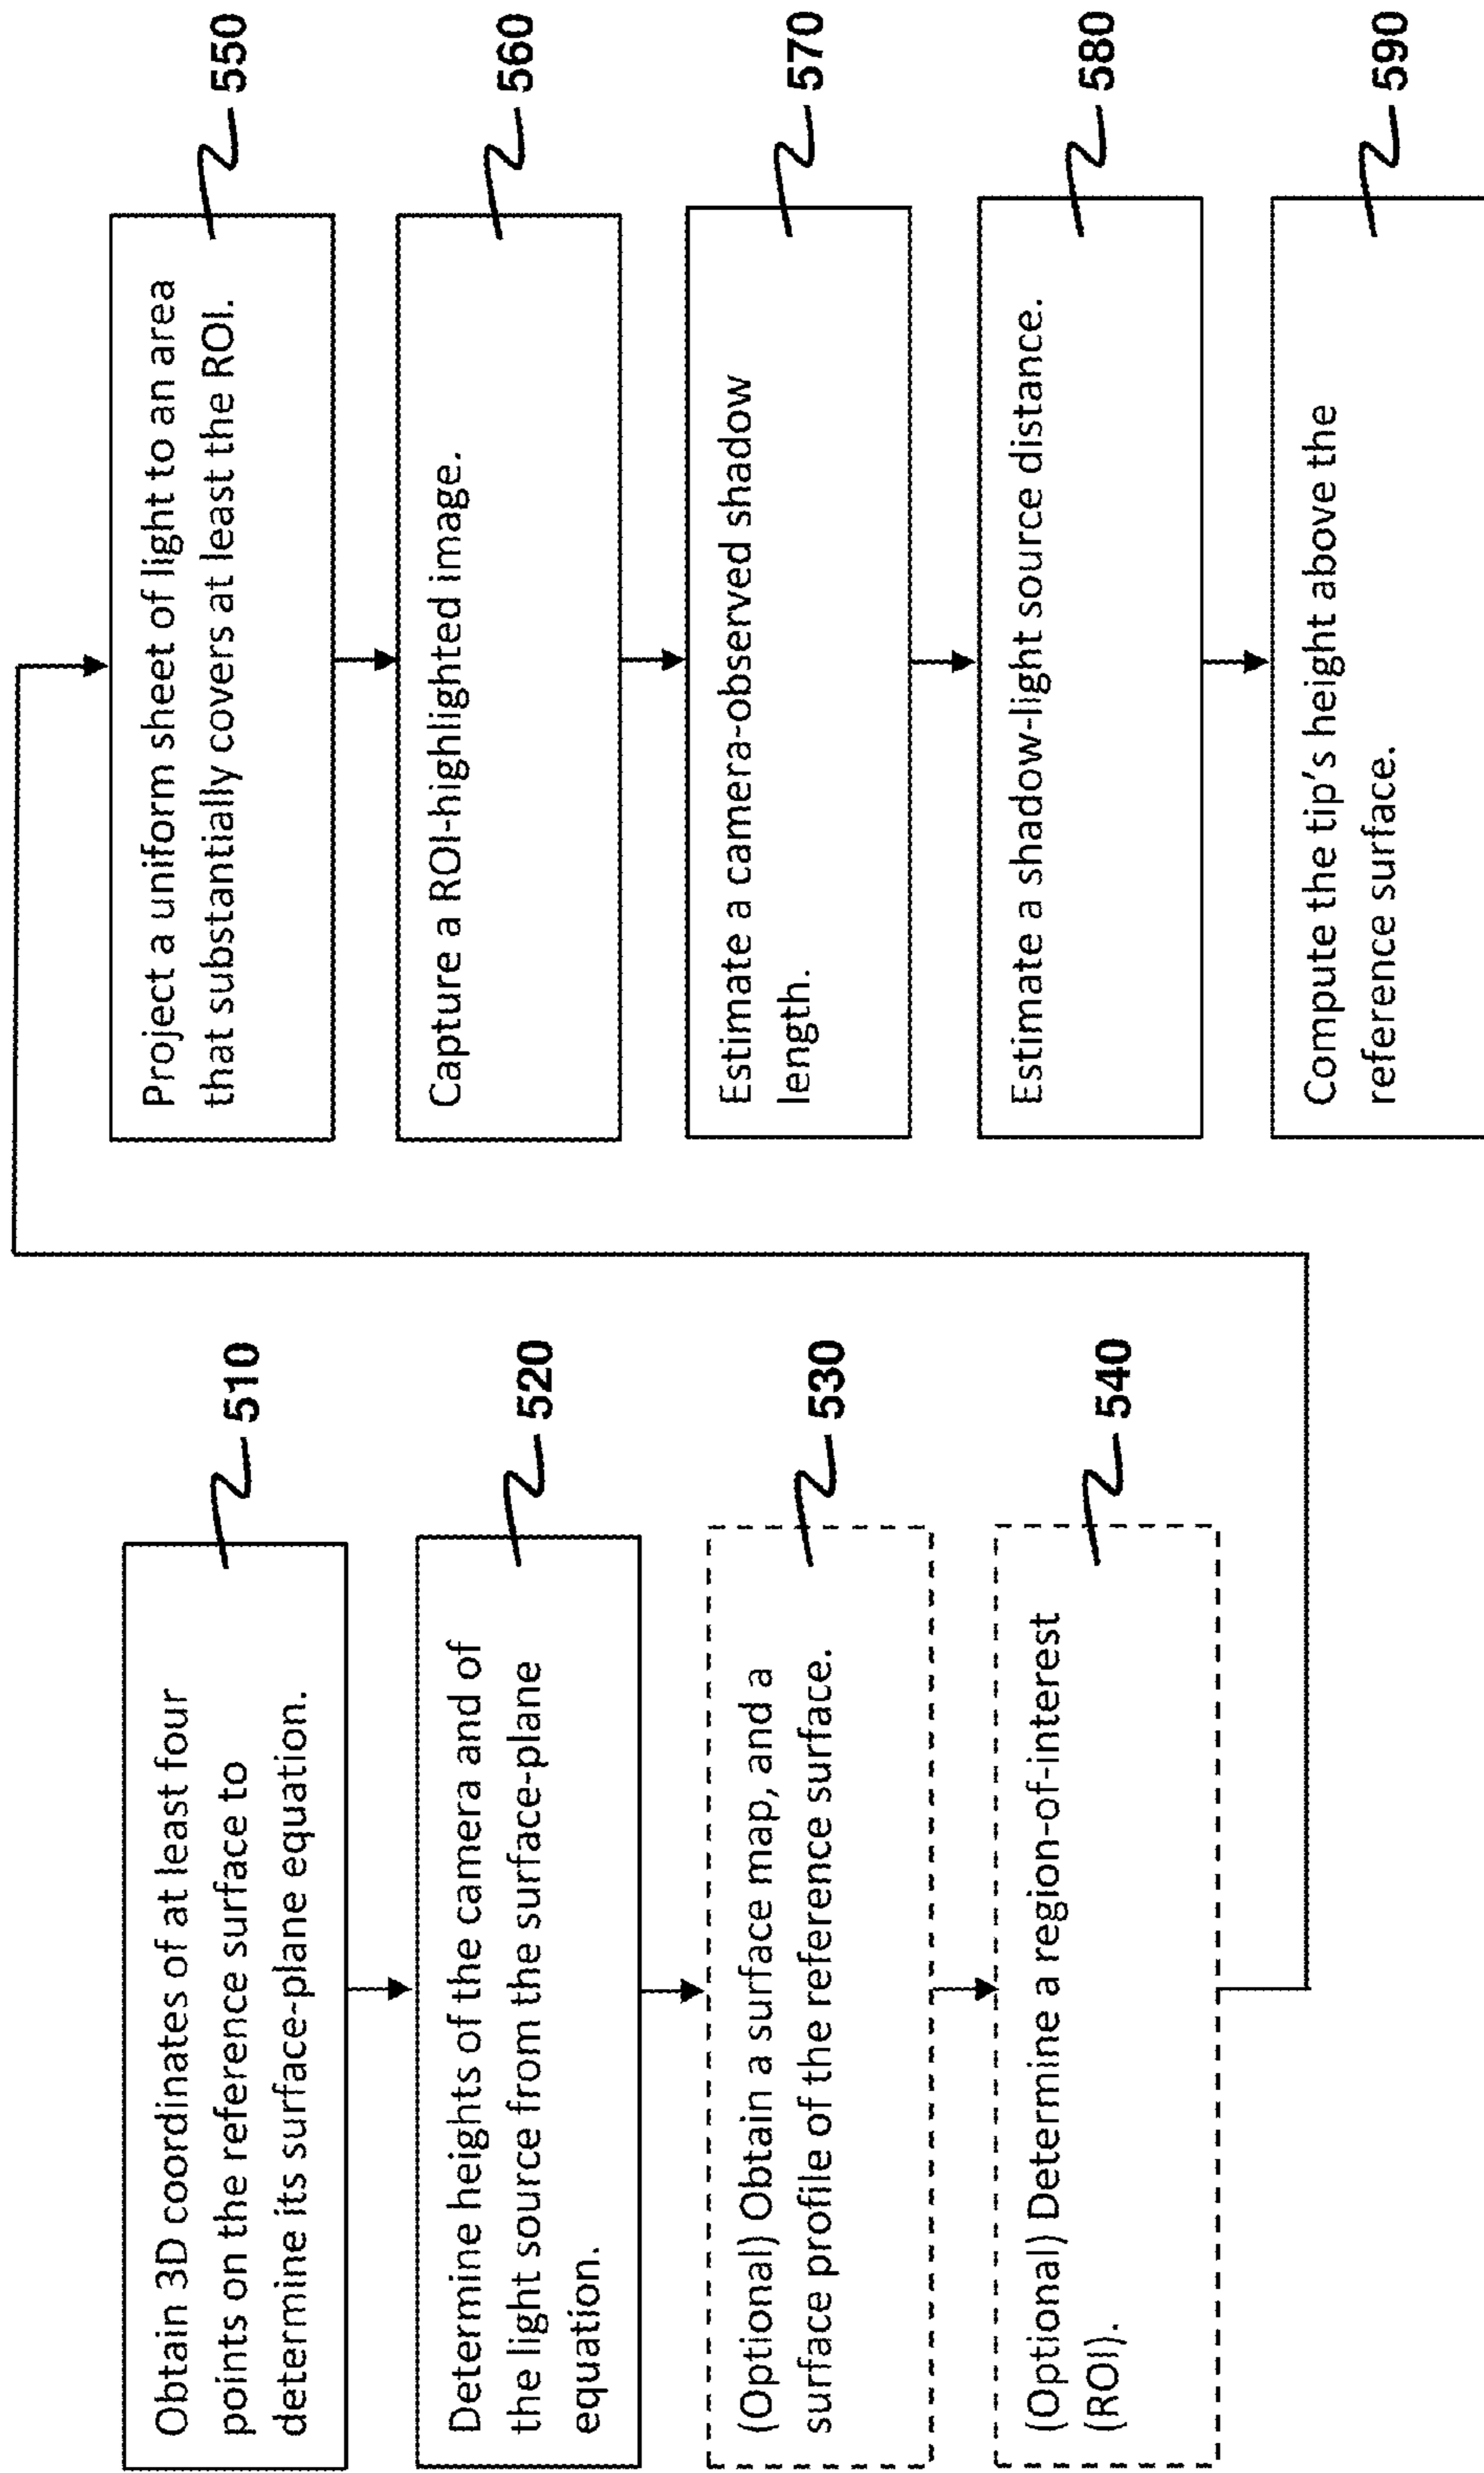 Obtain 3D coordinates of at least four
points on the reference surface to
determine its surface-plane equation.
510
Determine heights of the camera and of
the light source from the surface-plane
equation.
520
(Optional) Obtain a surface map, and a
surface profile of the reference surface.
530
(Optional) Determine a region-of-interest
(ROI).
540
Project a uniform sheet of light to an area
that substantially covers at least the ROI.
550
Capture a ROI-highlighted image.
560
Estimate a camera-observed shadow
length.
570
Estimate a shadow-light source distance.
580
Compute the tip's height above the
reference surface.
590